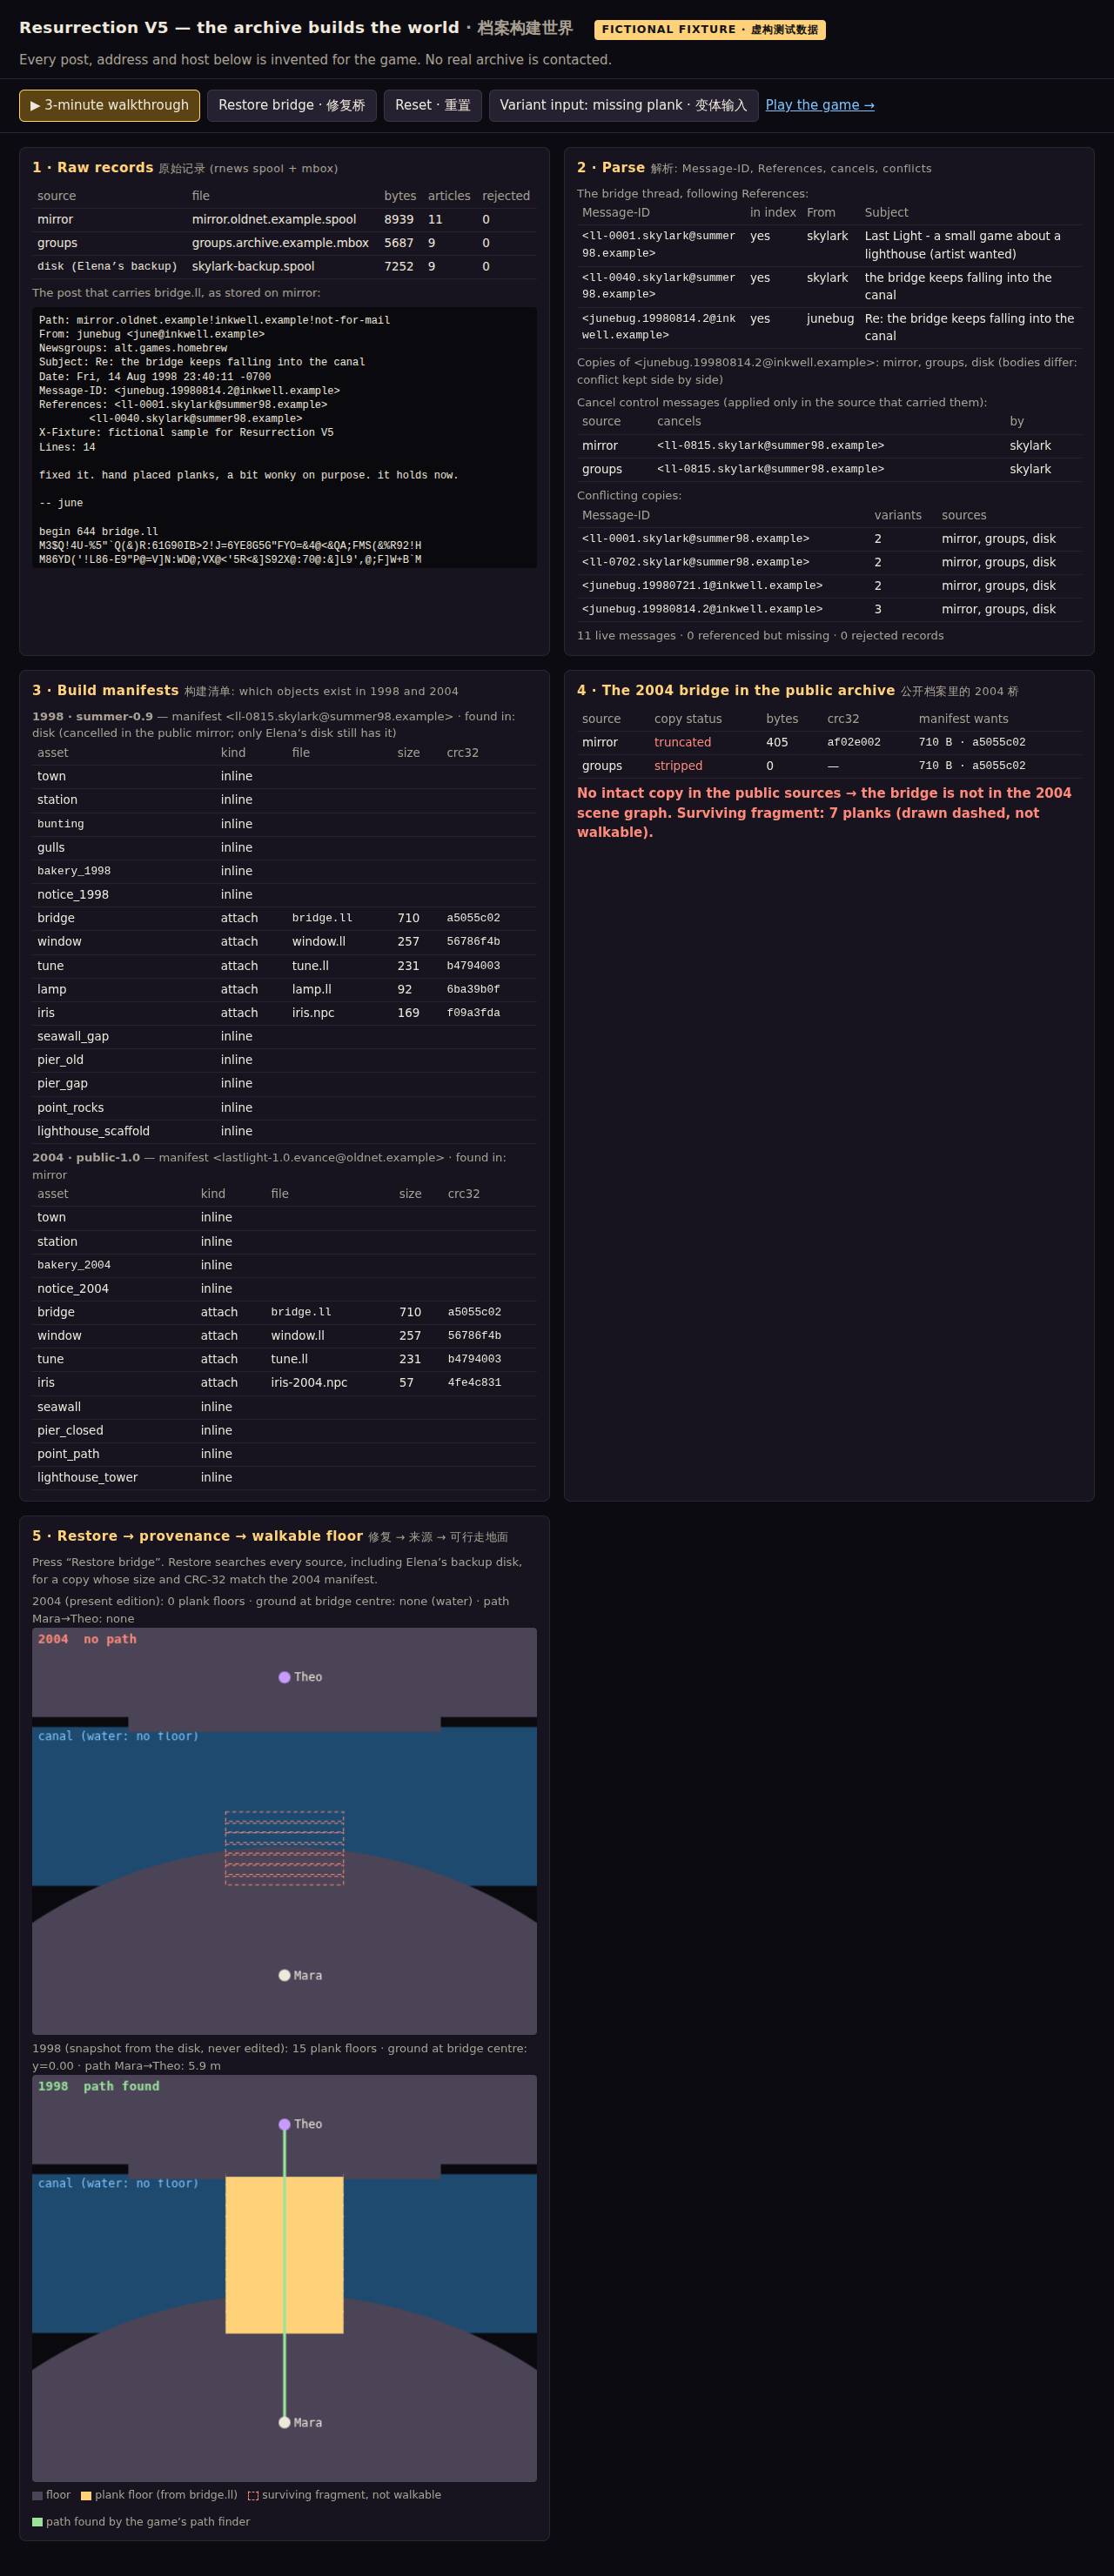 Resurrection V5 — the archive builds the world · 档案构建世界 FICTIONAL FIXTURE · 虚构测试数据
Every post, address and host below is invented for the game. No real archive is contacted.
▶ 3-minute walkthrough Restore bridge · 修复桥 Reset · 重置 Variant input: missing plank · 变体输入 Play the game →
1 · Raw records 原始记录 (rnews spool + mbox)
source file bytes articles rejected
mirror mirror.oldnet.example.spool 8939 11 0
groups groups.archive.example.mbox 5687 9 0
disk (Elena’s backup) skylark-backup.spool 7252 9 0
The post that carries bridge.ll, as stored on mirror:
Path: mirror.oldnet.example!inkwell.example!not-for-mail
From: junebug <june@inkwell.example>
Newsgroups: alt.games.homebrew
Subject: Re: the bridge keeps falling into the canal
Date: Fri, 14 Aug 1998 23:40:11 -0700
Message-ID: <junebug.19980814.2@inkwell.example>
References: <ll-0001.skylark@summer98.example>
<ll-0040.skylark@summer98.example>
X-Fixture: fictional sample for Resurrection V5
Lines: 14
fixed it. hand placed planks, a bit wonky on purpose. it holds now.
-- june
begin 644 bridge.ll
M3$Q!4U-%5"`Q(&)R:61G90IB>2!J=6YE8G5G"FYO=&4@<&QA;FMS(&%R92!H
M86YD('!L86-E9"P@=V]N:WD@;VX@<'5R<&]S92X@:70@:&]L9',@;F]W+B`M
2 · Parse 解析: Message-ID, References, cancels, conflicts
The bridge thread, following References:
Message-ID in index From Subject
<ll-0001.skylark@summer yes skylark Last Light - a small game about a
98.example> lighthouse (artist wanted)
<ll-0040.skylark@summer yes skylark the bridge keeps falling into the
98.example> canal
<junebug.19980814.2@ink yes junebug Re: the bridge keeps falling into the
well.example> canal
Copies of <junebug.19980814.2@inkwell.example>: mirror, groups, disk (bodies differ:
conflict kept side by side)
Cancel control messages (applied only in the source that carried them):
source cancels by
mirror <ll-0815.skylark@summer98.example> skylark
groups <ll-0815.skylark@summer98.example> skylark
Conflicting copies:
Message-ID variants sources
<ll-0001.skylark@summer98.example> 2 mirror, groups, disk
<ll-0702.skylark@summer98.example> 2 mirror, groups, disk
<junebug.19980721.1@inkwell.example> 2 mirror, groups, disk
<junebug.19980814.2@inkwell.example> 3 mirror, groups, disk
11 live messages · 0 referenced but missing · 0 rejected records
3 · Build manifests 构建清单: which objects exist in 1998 and 2004
1998 · summer-0.9 — manifest <ll-0815.skylark@summer98.example> · found in:
disk (cancelled in the public mirror; only Elena’s disk still has it)
asset kind file size crc32
town inline
station inline
bunting inline
gulls inline
bakery_1998 inline
notice_1998 inline
bridge attach bridge.ll 710 a5055c02
window attach window.ll 257 56786f4b
tune attach tune.ll 231 b4794003
lamp attach lamp.ll 92 6ba39b0f
iris attach iris.npc 169 f09a3fda
seawall_gap inline
pier_old inline
pier_gap inline
point_rocks inline
lighthouse_scaffold inline
2004 · public-1.0 — manifest <lastlight-1.0.evance@oldnet.example> · found in:
mirror
asset kind file size crc32
town inline
station inline
bakery_2004 inline
notice_2004 inline
bridge attach bridge.ll 710 a5055c02
window attach window.ll 257 56786f4b
tune attach tune.ll 231 b4794003
iris attach iris-2004.npc 57 4fe4c831
seawall inline
pier_closed inline
point_path inline
lighthouse_tower inline
4 · The 2004 bridge in the public archive 公开档案里的 2004 桥
source copy status bytes crc32 manifest wants
mirror truncated 405 af02e002 710 B · a5055c02
groups stripped 0 — 710 B · a5055c02
No intact copy in the public sources → the bridge is not in the 2004
scene graph. Surviving fragment: 7 planks (drawn dashed, not
walkable).
5 · Restore → provenance → walkable floor 修复 → 来源 → 可行走地面
Press “Restore bridge”. Restore searches every source, including Elena’s backup disk,
for a copy whose size and CRC-32 match the 2004 manifest.
2004 (present edition): 0 plank floors · ground at bridge centre: none (water) · path
Mara→Theo: none
2004 no path
Theo
canal (water: no floor)
Mara
1998 (snapshot from the disk, never edited): 15 plank floors · ground at bridge centre:
y=0.00 · path Mara→Theo: 5.9 m
1998 path found
Theo
canal (water: no floor)
Mara
floor plank floor (from bridge.ll) surviving fragment, not walkable
path found by the game’s path finder